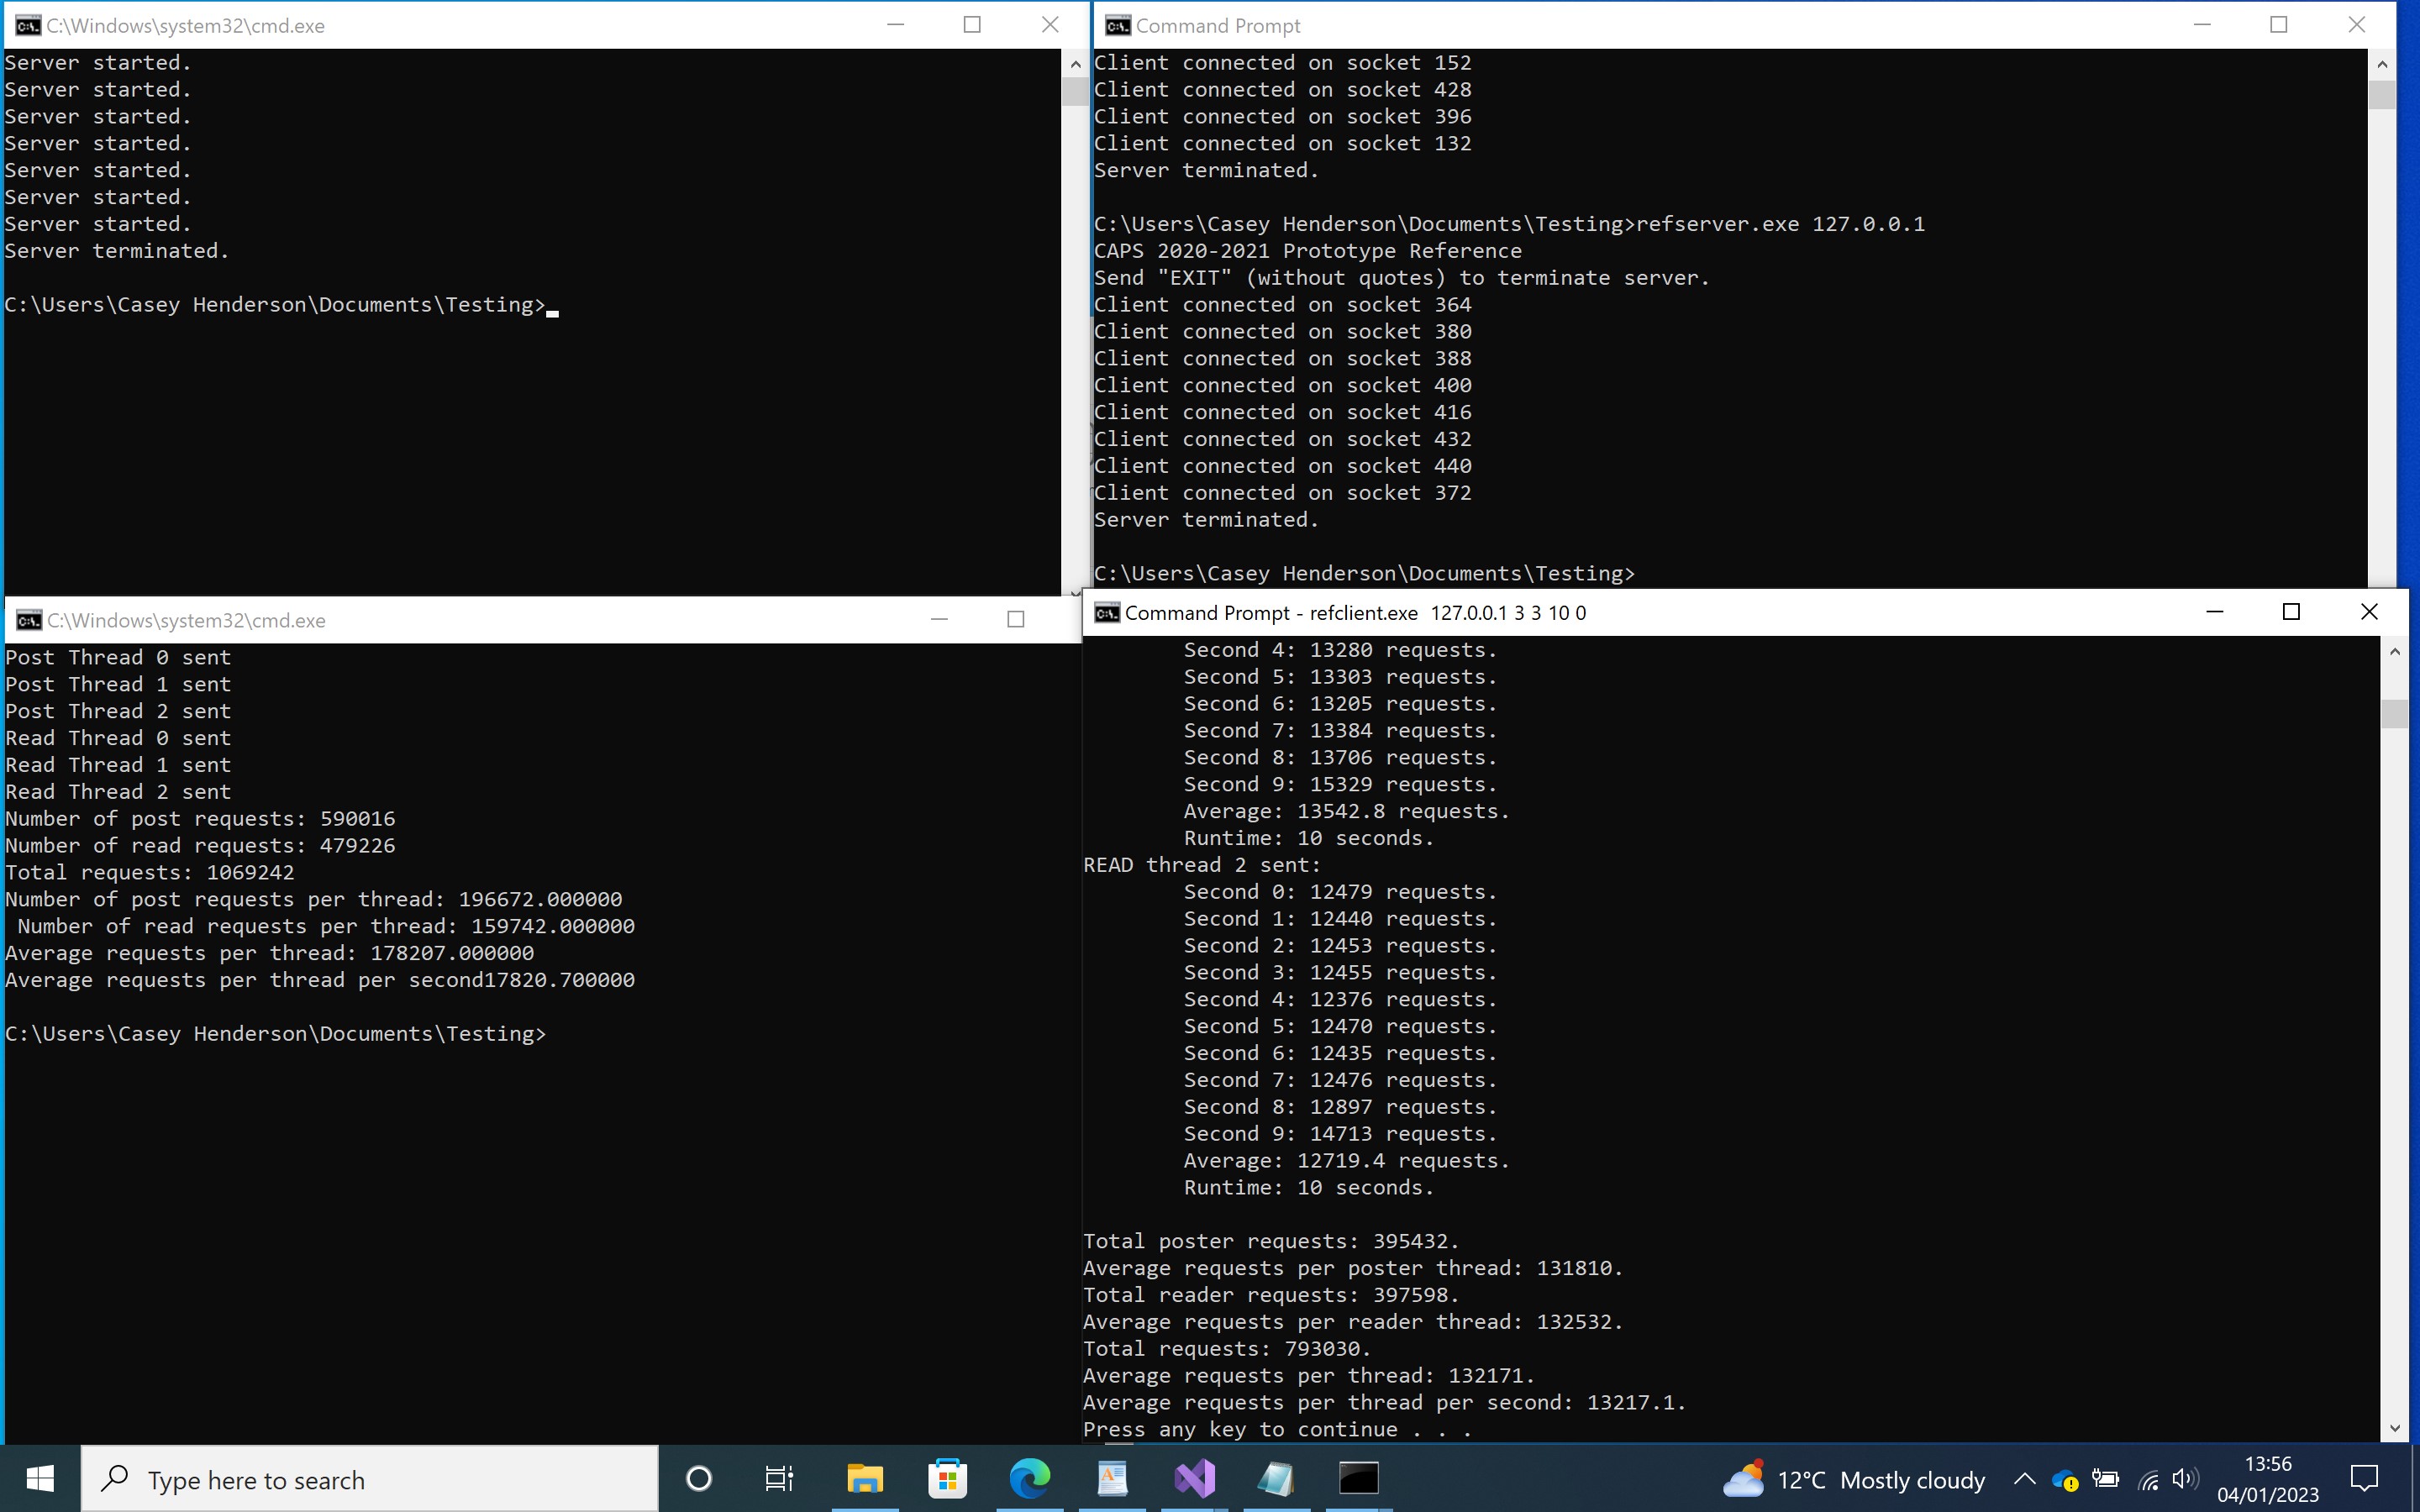 C:\Windows\system32\cmd.exe
Server started.
Server started.
Server started.
Server started.
Server started.
Server started.
Server started.
Server terminated.
C:\Users\Casey Henderson\Documents\Testing>
Command Prompt
Client connected on socket 152
Client connected on socket 428
Client connected on socket 396
Client connected on socket 132
Server terminated.
C:\Users\Casey Henderson\Documents\Testing>refserver.exe 127.0.0.1
CAPS 2020-2021 Prototype Reference
Send "EXIT" (without quotes) to terminate server.
Client connected on socket 364
Client connected on socket 380
Client connected on socket 388
Client connected on socket 400
Client connected on socket 416
Client connected on socket 432
Client connected on socket 440
Client connected on socket 372
Server terminated.
C:\Users\Casey Henderson\Documents\Testing>
C:\Windows\system32\cmd.exe
Post Thread 0 sent
Post Thread 1 sent
Post Thread 2 sent
Read Thread 0 sent
Read Thread 1 sent
Read Thread 2 sent
Number of post requests: 590016
Number of read requests: 479226
Total requests: 1069242
Number of post requests per thread: 196672.000000
 Number of read requests per thread: 159742.000000
Average requests per thread: 178207.000000
Average requests per thread per second17820.700000
C:\Users\Casey Henderson\Documents\Testing>
Command Prompt - refclient.exe  127.0.0.1 3 3 10 0
Second 4: 13280 requests.
Second 5: 13303 requests.
Second 6: 13205 requests.
Second 7: 13384 requests.
Second 8: 13706 requests.
Second 9: 15329 requests.
Average: 13542.8 requests.
Runtime: 10 seconds.
READ thread 2 sent:
Second 0: 12479 requests.
Second 1: 12440 requests.
Second 2: 12453 requests.
Second 3: 12455 requests.
Second 4: 12376 requests.
Second 5: 12470 requests.
Second 6: 12435 requests.
Second 7: 12476 requests.
Second 8: 12897 requests.
Second 9: 14713 requests.
Average: 12719.4 requests.
Runtime: 10 seconds.
Total poster requests: 395432.
Average requests per poster thread: 131810.
Total reader requests: 397598.
Average requests per reader thread: 132532.
Total requests: 793030.
Average requests per thread: 132171.
Average requests per thread per second: 13217.1.
Press any key to continue . . .
Type here to search
12°C Mostly cloudy
13:56
04/01/2023